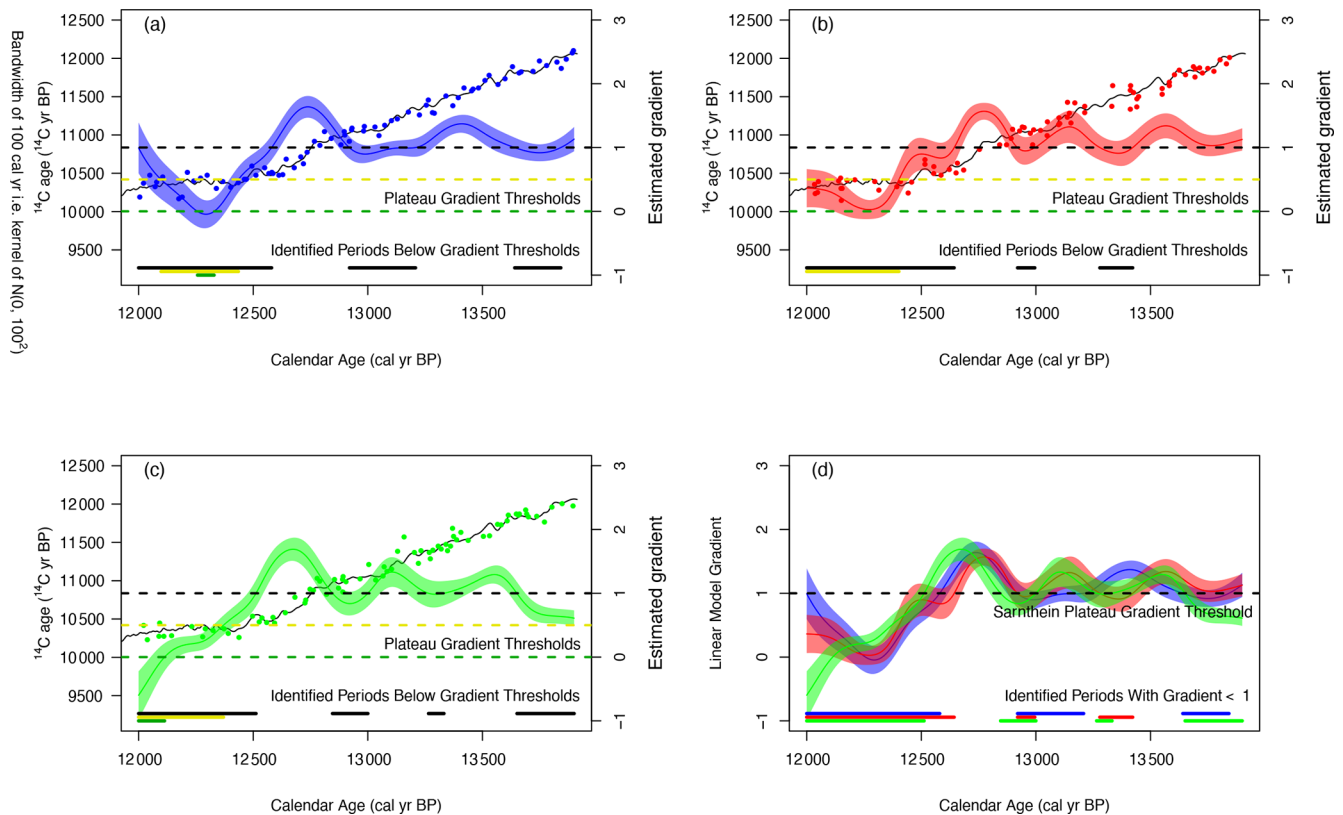 Bandwidth of 100 cal yr i.e. kernel of N(0, 100²)
(a)
¹⁴C age (¹⁴C yr BP)
12500
12000
11500
11000
10500
10000
9500
3
2
1
0
−1
Estimated gradient
Plateau Gradient Thresholds
Identified Periods Below Gradient Thresholds
12000 12500 13000 13500
Calendar Age (cal yr BP)
(b)
¹⁴C age (¹⁴C yr BP)
12500
12000
11500
11000
10500
10000
9500
3
2
1
0
−1
Estimated gradient
Plateau Gradient Thresholds
Identified Periods Below Gradient Thresholds
12000 12500 13000 13500
Calendar Age (cal yr BP)
(c)
¹⁴C age (¹⁴C yr BP)
12500
12000
11500
11000
10500
10000
9500
3
2
1
0
−1
Estimated gradient
Plateau Gradient Thresholds
Identified Periods Below Gradient Thresholds
12000 12500 13000 13500
Calendar Age (cal yr BP)
(d)
Linear Model Gradient
3
2
1
0
−1
Sarnthein Plateau Gradient Threshold
Identified Periods With Gradient < 1
12000 12500 13000 13500
Calendar Age (cal yr BP)